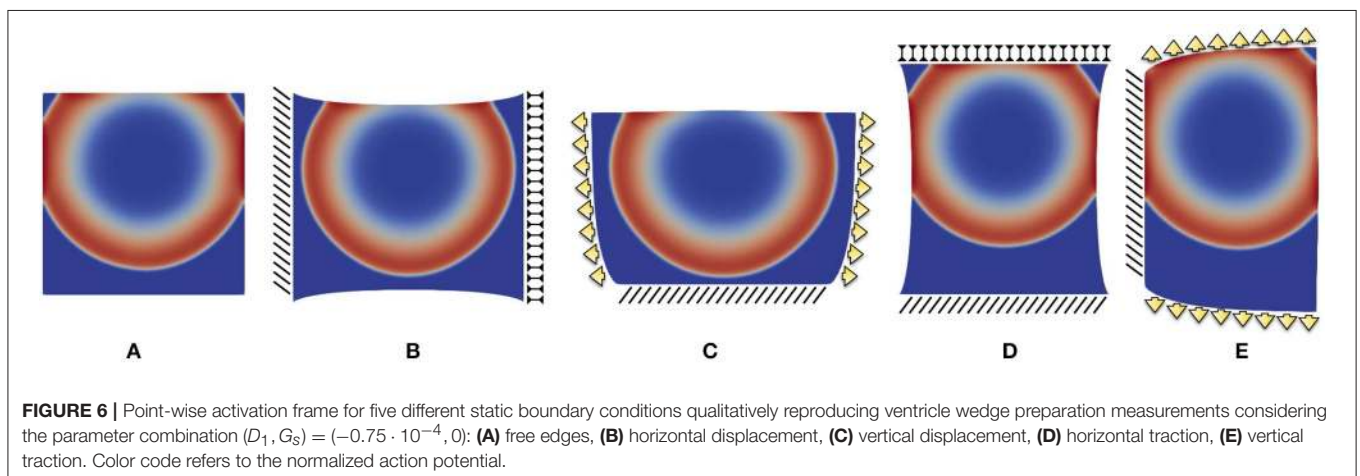 A
B
C
D
E
FIGURE 6 | Point-wise activation frame for five different static boundary conditions qualitatively reproducing ventricle wedge preparation measurements considering
the parameter combination (D₁, Gₛ) = (−0.75 · 10⁻⁴, 0): (A) free edges, (B) horizontal displacement, (C) vertical displacement, (D) horizontal traction, (E) vertical
traction. Color code refers to the normalized action potential.